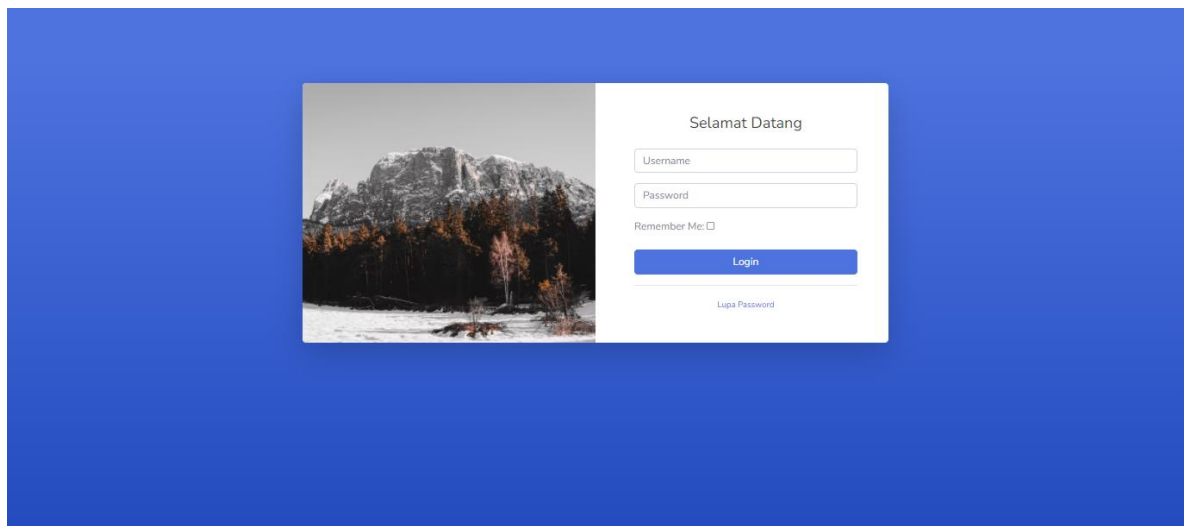 Selamat Datang
Username
Password
Remember Me:
Login
Lupa Password